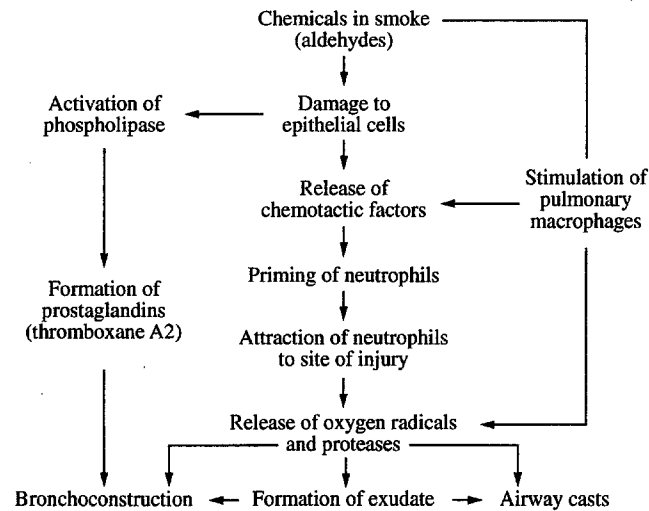 Chemicals in smoke
(aldehydes)
Activation of
phospholipase
Damage to
epithelial cells
Stimulation of
pulmonary
macrophages
Release of
chemotactic factors
Priming of neutrophils
Formation of
prostaglandins
(thromboxane A2)
Attraction of neutrophils
to site of injury
Release of oxygen radicals
and proteases
Bronchoconstruction
Formation of exudate
Airway casts